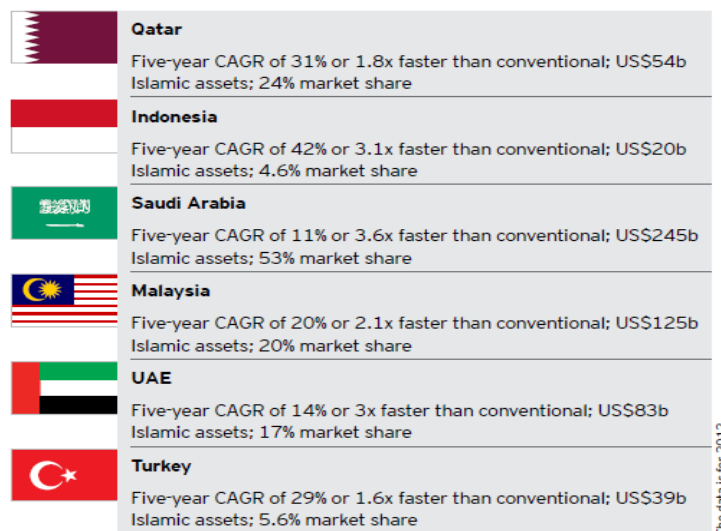 Qatar
Five-year CAGR of 31% or 1.8x faster than conventional; US$54b
Islamic assets; 24% market share
Indonesia
Five-year CAGR of 42% or 3.1x faster than conventional; US$20b
Islamic assets; 4.6% market share
Saudi Arabia
Five-year CAGR of 11% or 3.6x faster than conventional; US$245b
Islamic assets; 53% market share
Malaysia
Five-year CAGR of 20% or 2.1x faster than conventional; US$125b
Islamic assets; 20% market share
UAE
Five-year CAGR of 14% or 3x faster than conventional; US$83b
Islamic assets; 17% market share
Turkey
Five-year CAGR of 29% or 1.6x faster than conventional; US$39b
Islamic assets; 5.6% market share
data is for 2012